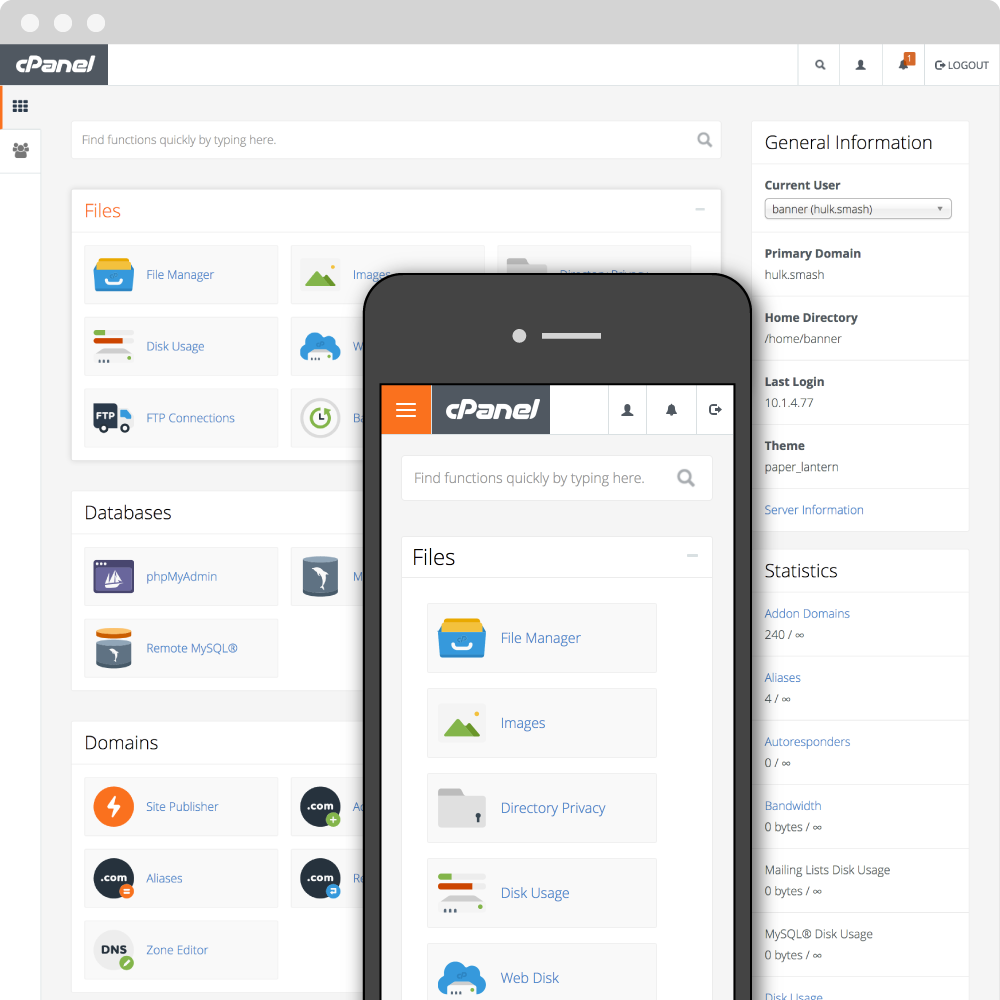 cPanel
1
LOGOUT
Find functions quickly by typing here.
Files
File Manager
Images
Directory Privacy
Disk Usage
FTP
FTP Connections
Databases
phpMyAdmin
Remote MySQL®
Domains
Site Publisher
.com
.com
Aliases
.com
DNS
Zone Editor
cPanel
Find functions quickly by typing here.
Files
File Manager
Images
Directory Privacy
Disk Usage
cP
Web Disk
General Information
Current User
banner (hulk.smash)
Primary Domain
hulk.smash
Home Directory
/home/banner
Last Login
10.1.4.77
Theme
paper_lantern
Server Information
Statistics
Addon Domains
240 / ∞
Aliases
4 / ∞
Autoresponders
0 / ∞
Bandwidth
0 bytes / ∞
Mailing Lists Disk Usage
0 bytes / ∞
MySQL® Disk Usage
0 bytes / ∞
Disk Usage